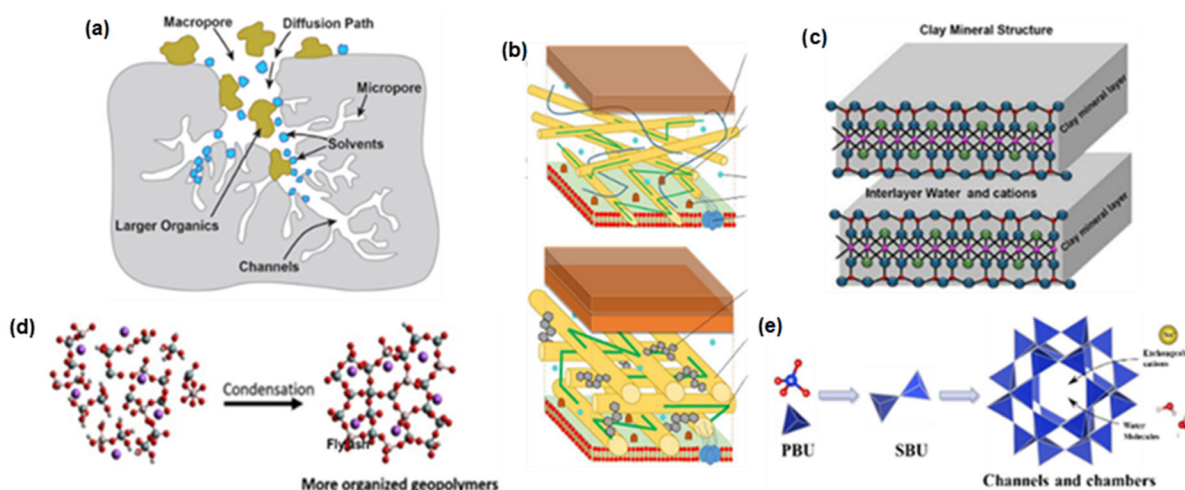 (a)
Macropore
Diffusion Path
Micropore
Solvents
Larger Organics
Channels
(b)
(c)
Clay Mineral Structure
Clay mineral layer
Interlayer Water and cations
Clay mineral layer
(d)
Condensation
Flyash
More organized geopolymers
(e)
PBU
SBU
cations
Water
Molecules
Channels and chambers